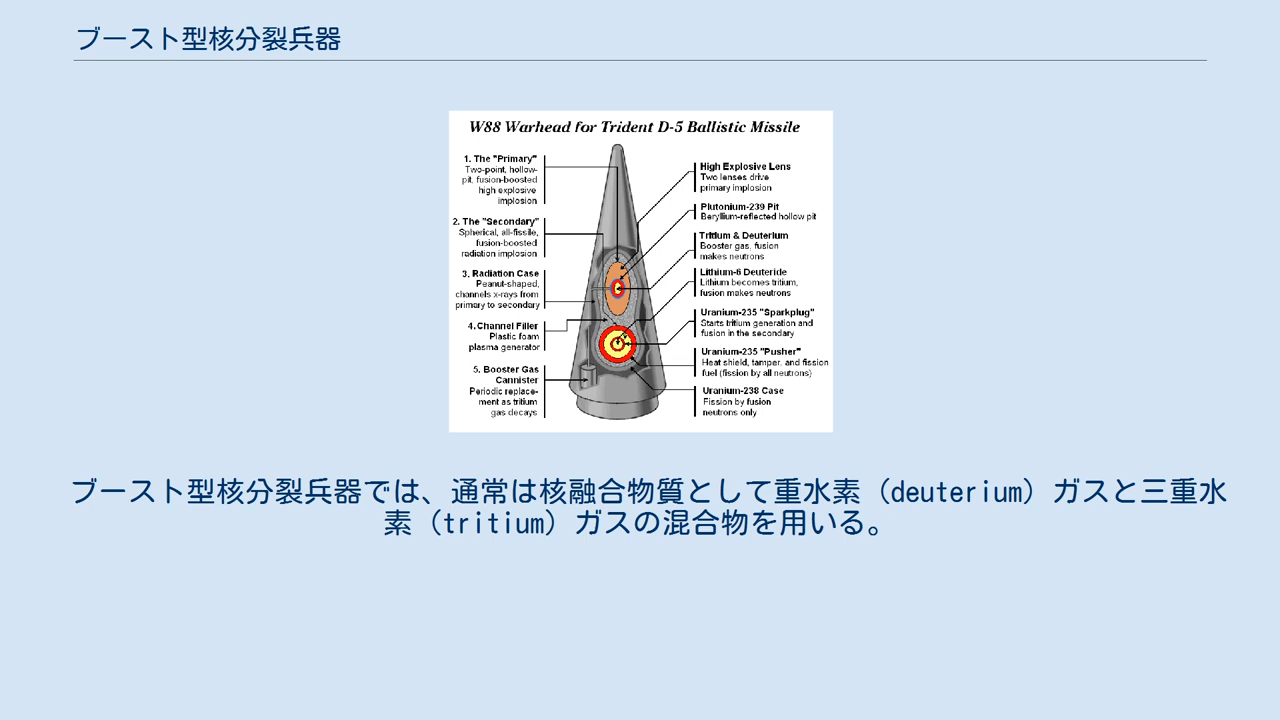 ブースト型核分裂兵器
W88 Warhead for Trident D-5 Ballistic Missile
1. The "Primary"
Two-point, hollow-
pit, fusion-boosted
high explosive
implosion
2. The "Secondary"
Spherical, all-fissile,
fusion-boosted
radiation implosion
3. Radiation Case
Peanut-shaped,
channels x-rays from
primary to secondary
4. Channel Filler
Plastic foam
plasma generator
5. Booster Gas
Cannister
Periodic replace-
ment as tritium
gas decays
High Explosive Lens
Two lenses drive
primary implosion
Plutonium-239 Pit
Beryllium-reflected hollow pit
Tritium & Deuterium
Booster gas, fusion
makes neutrons
Lithium-6 Deuteride
Lithium becomes tritium,
fusion makes neutrons
Uranium-235 "Sparkplug"
Starts tritium generation and
fusion in the secondary
Uranium-235 "Pusher"
Heat shield, tamper, and fission
fuel (fission by all neutrons)
Uranium-238 Case
Fission by fusion
neutrons only
ブースト型核分裂兵器では、通常は核融合物質として重水素（deuterium）ガスと三重水
素（tritium）ガスの混合物を用いる。